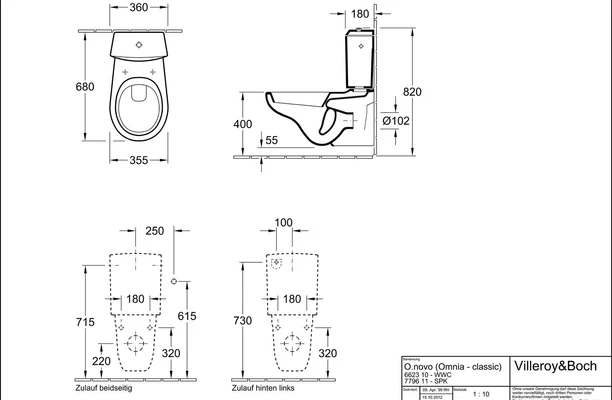 360
680
355
180
820
400
Ø102
55
250
180
715
615
220
320
Zulauf beidseitig
100
180
730
320
Zulauf hinten links
Benennung
O.novo (Omnia - classic)
6623 10 - WWC
7796 11 - SPK
Villeroy&Boch
09. Apr. '99 RH
Maßstab
1 : 10
15.10.2012
Ohne unsere Genehmigung darf diese Zeichnung
weder vervielfältigt, noch dritten Personen oder
Konkurrenzfirmen mitgeteilt werden.